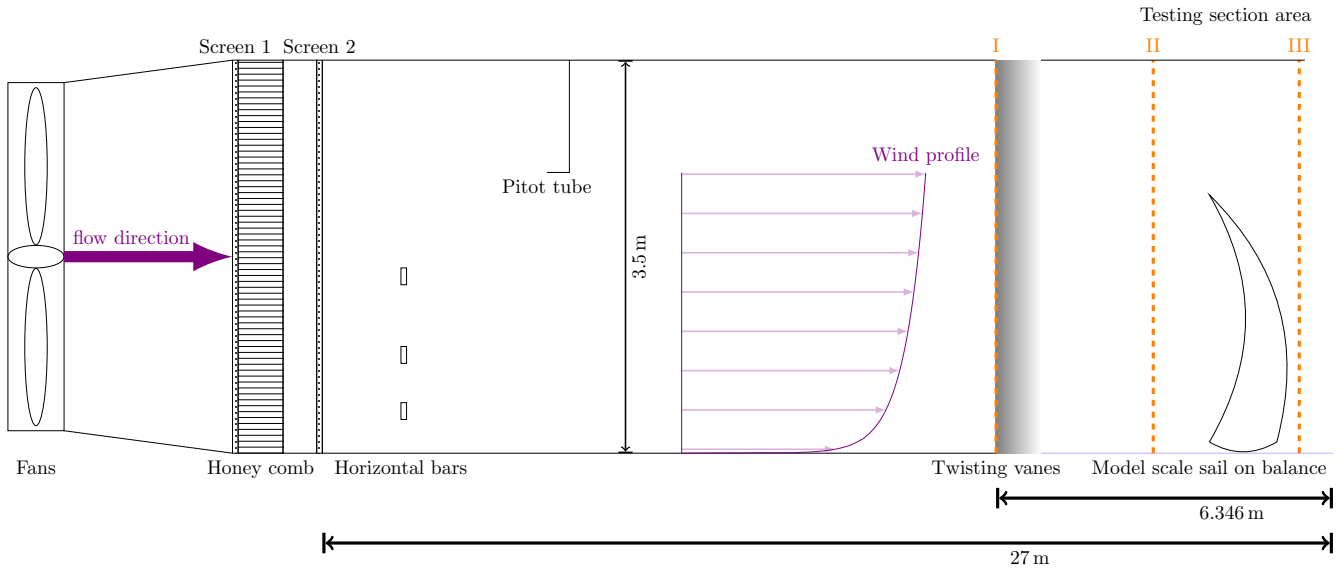 Testing section area
Screen 1
Screen 2
I
II
III
Wind profile
Pitot tube
flow direction
3.5 m
Fans
Honey comb
Horizontal bars
Twisting vanes
Model scale sail on balance
6.346 m
27 m